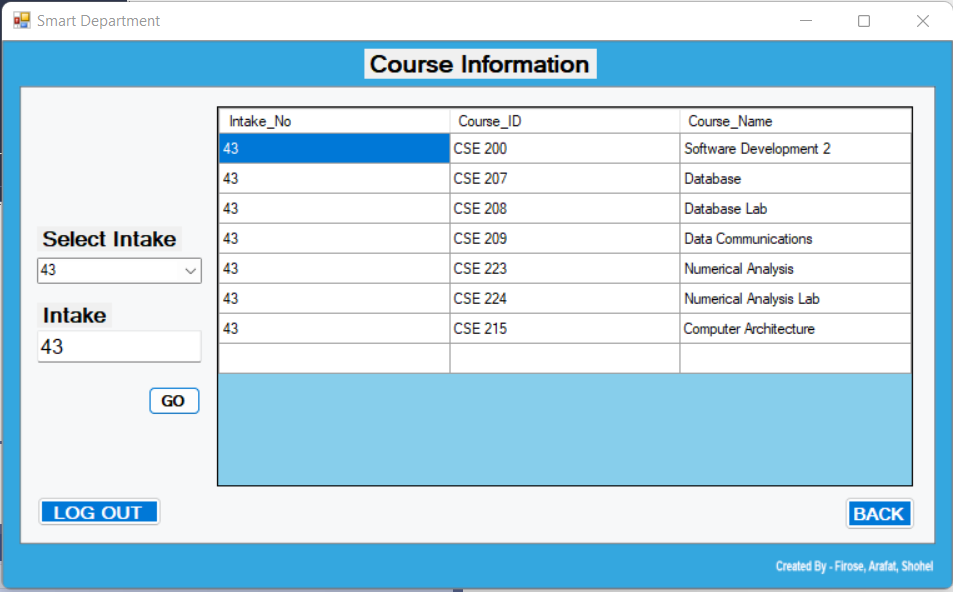 Smart Department
Course Information
Intake_No Course_ID Course_Name
43 CSE 200 Software Development 2
43 CSE 207 Database
43 CSE 208 Database Lab
43 CSE 209 Data Communications
43 CSE 223 Numerical Analysis
43 CSE 224 Numerical Analysis Lab
43 CSE 215 Computer Architecture
Select Intake
43
Intake
43
GO
LOG OUT
BACK
Created By - Firose, Arafat, Shohel